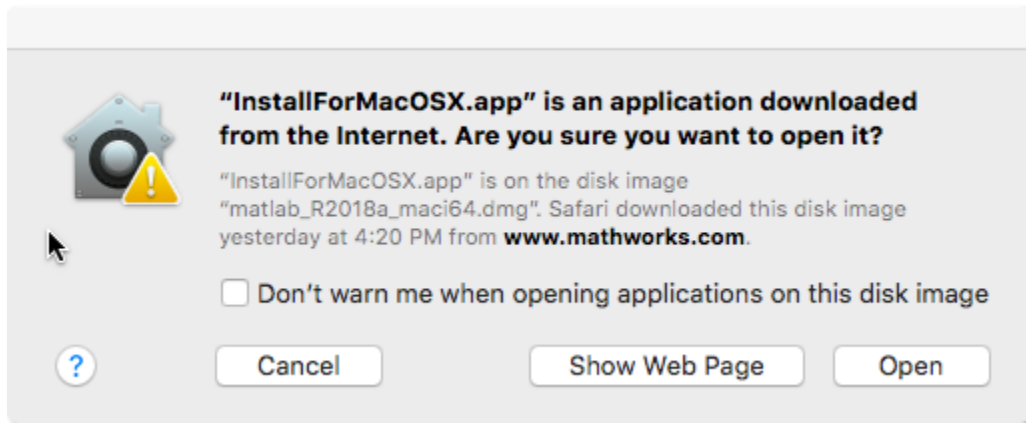 “InstallForMacOSX.app” is an application downloaded
from the Internet. Are you sure you want to open it?
“InstallForMacOSX.app” is on the disk image
“matlab_R2018a_maci64.dmg”. Safari downloaded this disk image
yesterday at 4:20 PM from www.mathworks.com.
Don’t warn me when opening applications on this disk image
? Cancel Show Web Page Open